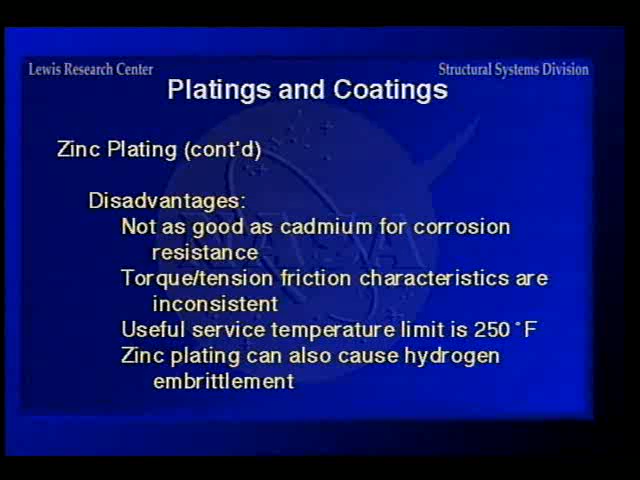 Lewis Research Center
Structural Systems Division
Platings and Coatings
Zinc Plating (cont'd)
Disadvantages:
Not as good as cadmium for corrosion
resistance
Torque/tension friction characteristics are
inconsistent
Useful service temperature limit is 250°F
Zinc plating can also cause hydrogen
embrittlement
NASA